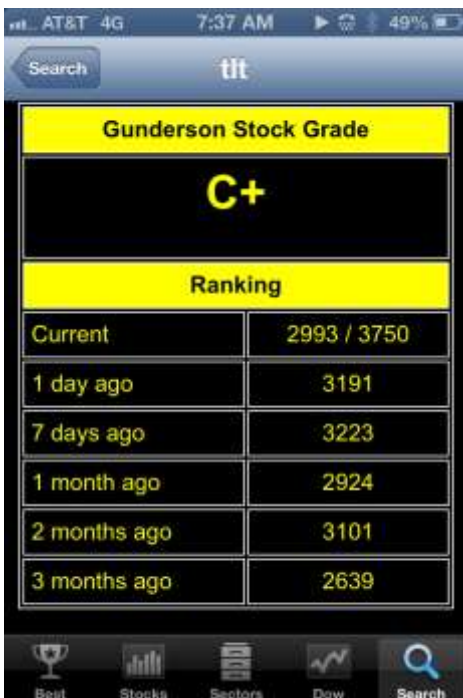 AT&T 4G 7:37 AM 49%
Search tlt
Gunderson Stock Grade
C+
Ranking
Current 2993 / 3750
1 day ago 3191
7 days ago 3223
1 month ago 2924
2 months ago 3101
3 months ago 2639
Best Stocks Sectors Dow Search